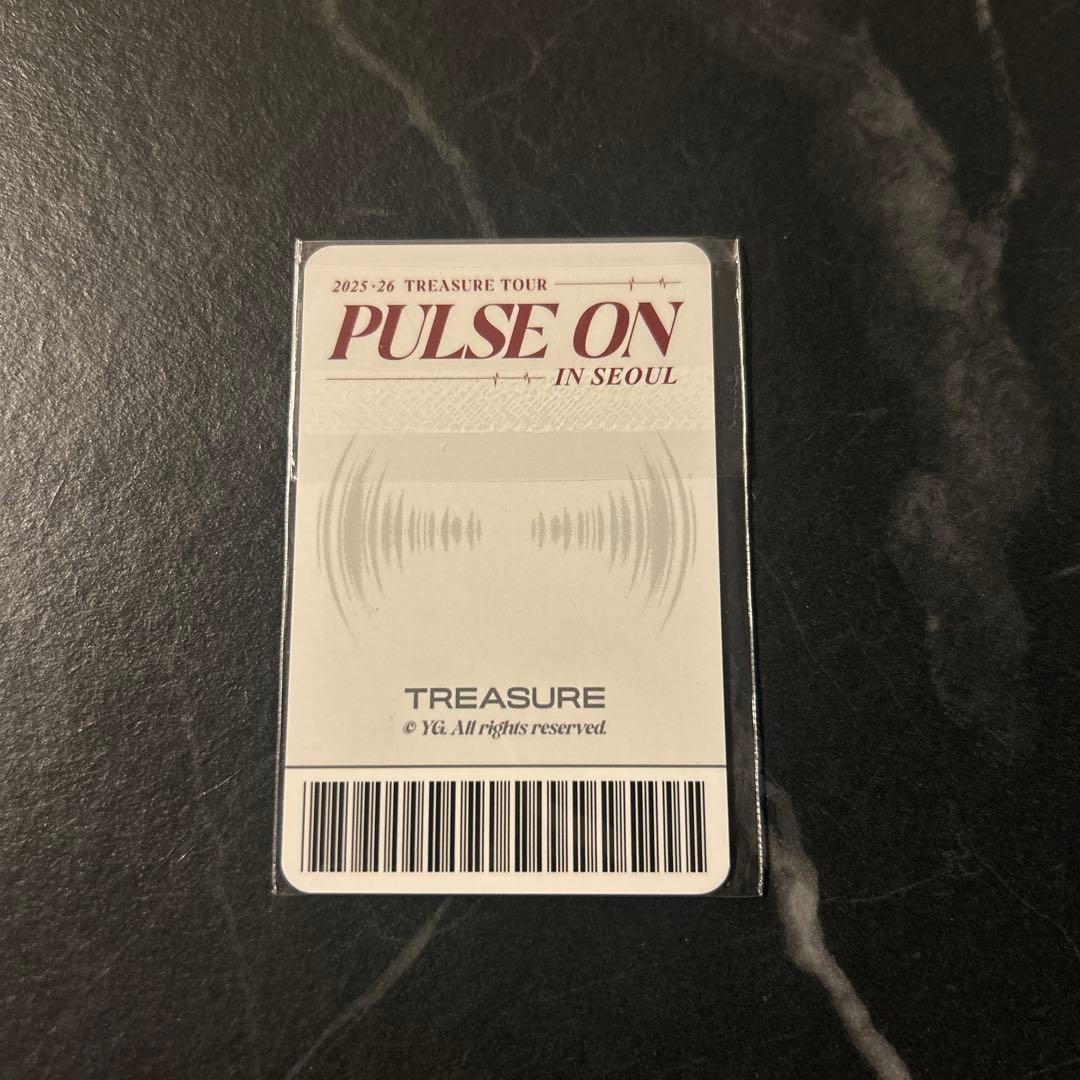 2025·26 TREASURE TOUR
PULSE ON
IN SEOUL
TREASURE
© YG. All rights reserved.